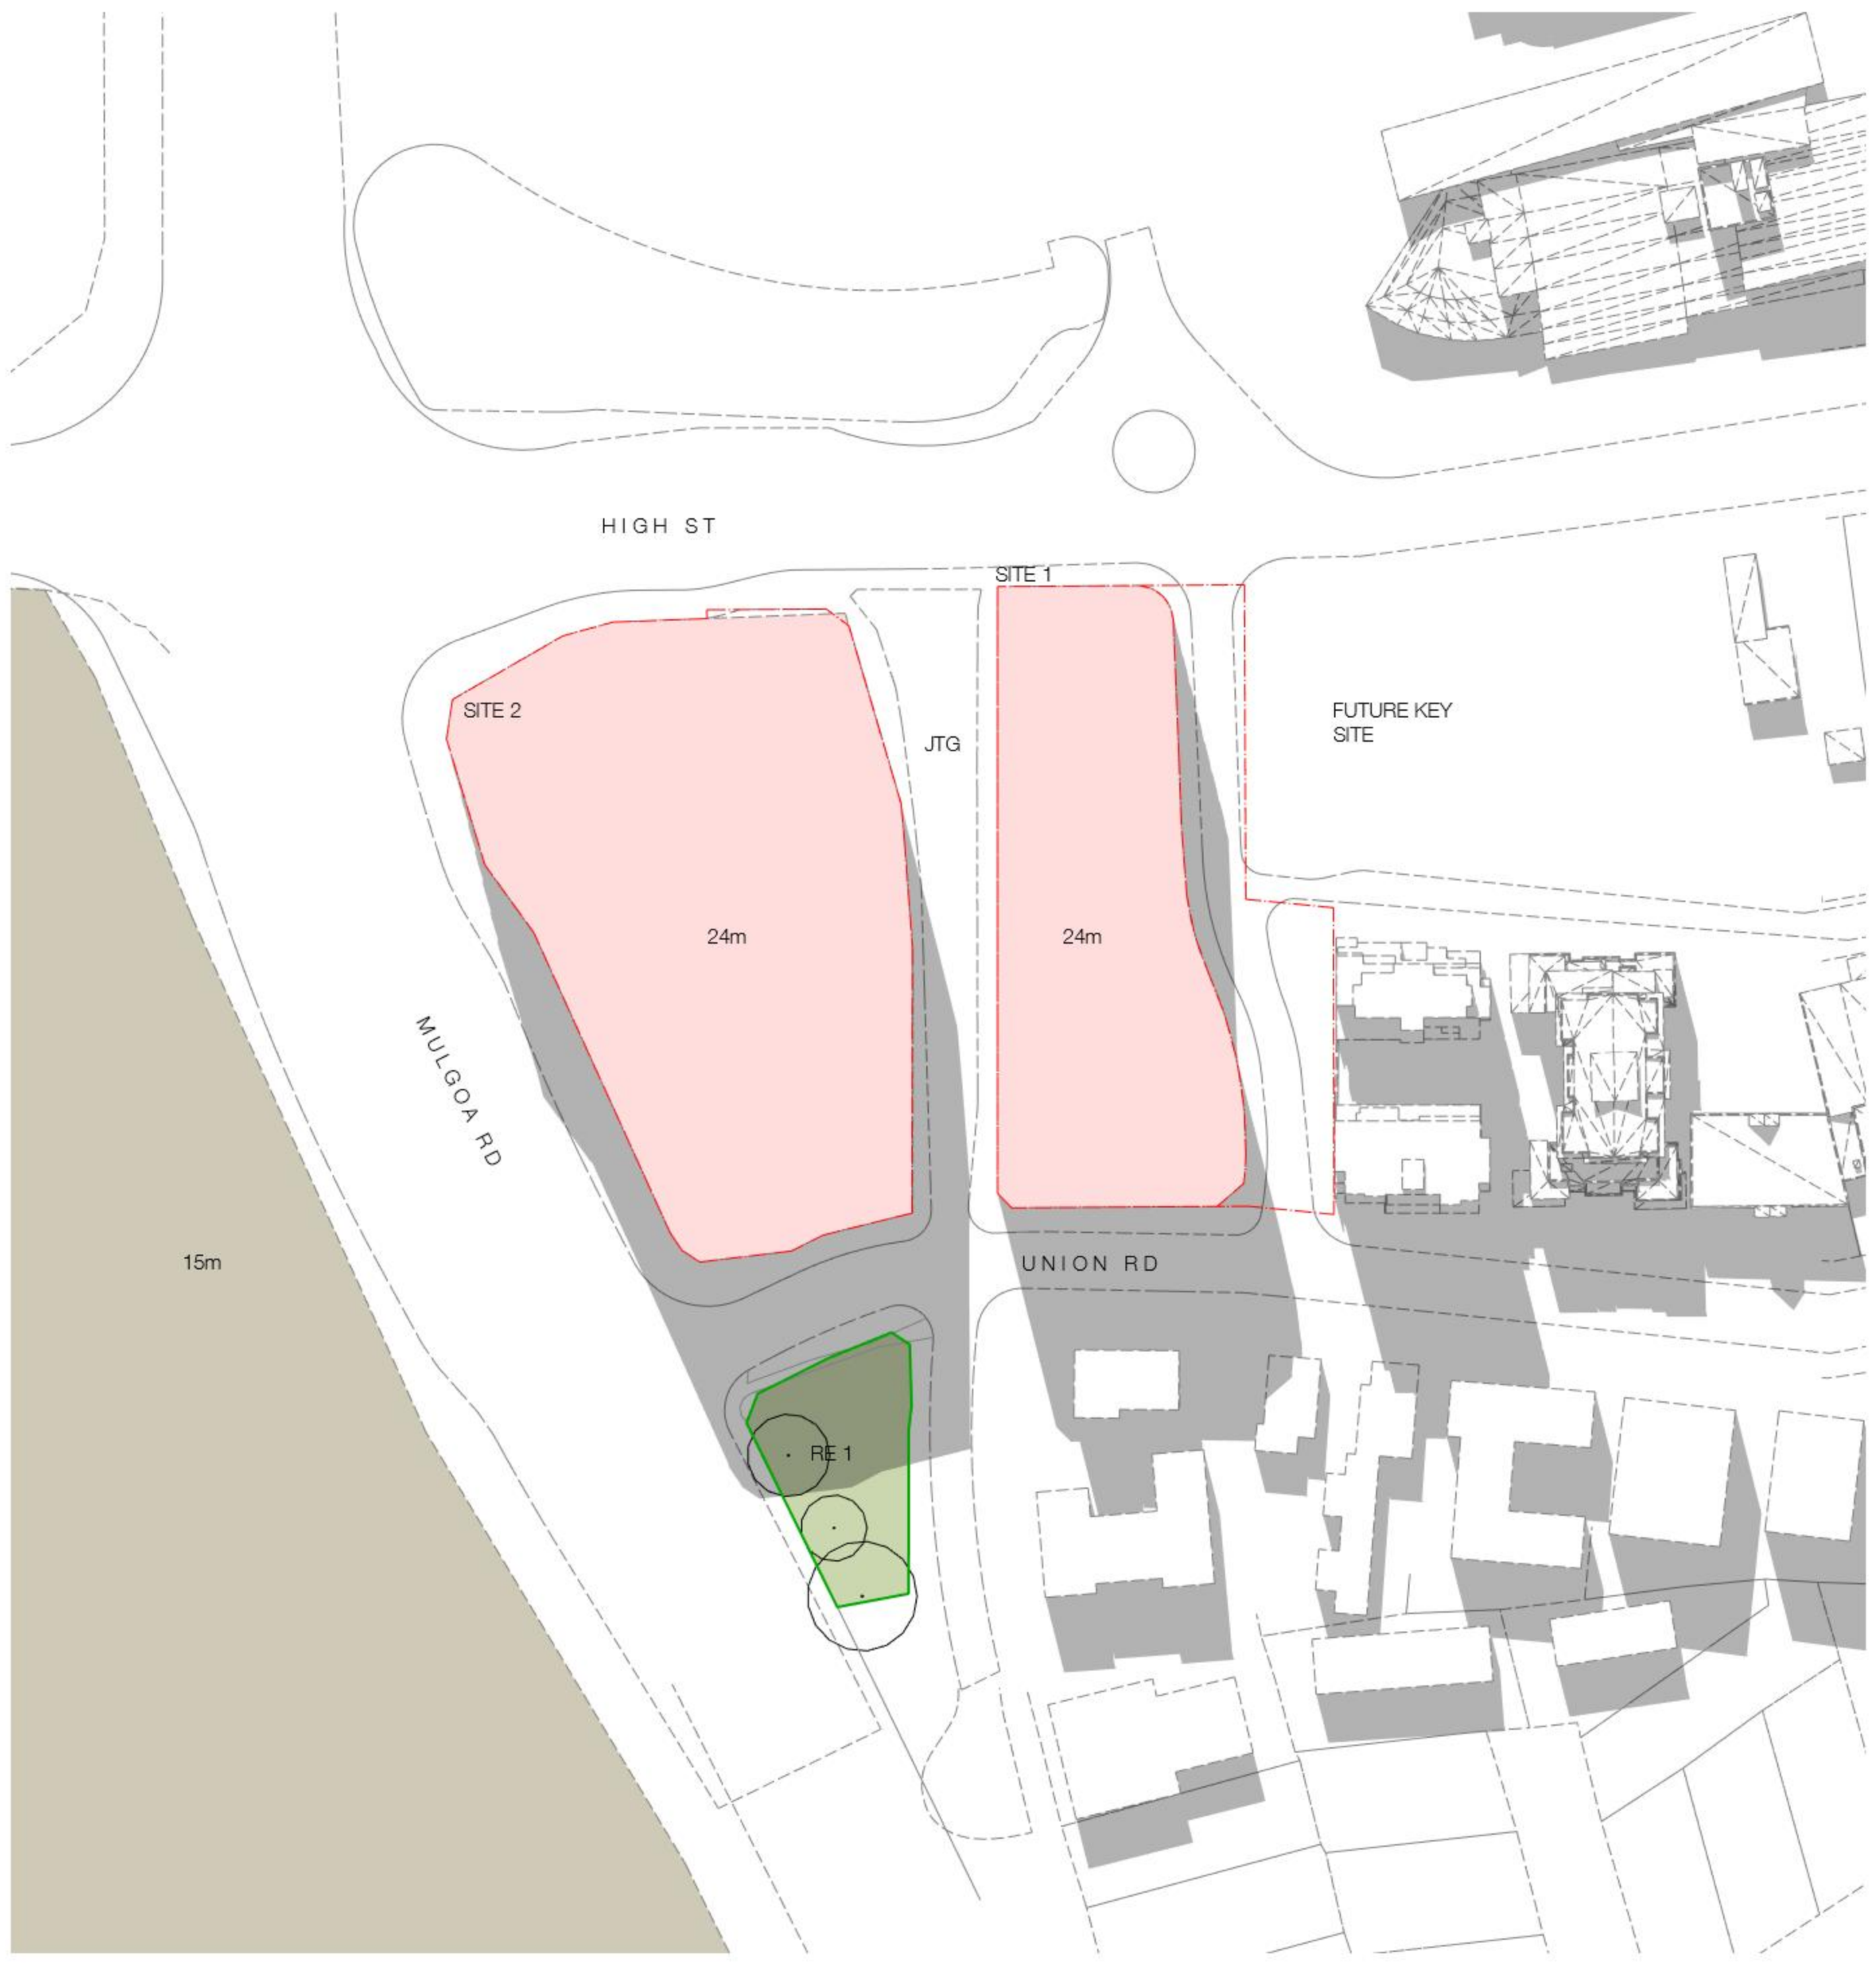 HIGH ST
SITE 1
SITE 2
FUTURE KEY
SITE
JTG
24m
24m
MULGOA RD
15m
UNION RD
RE 1